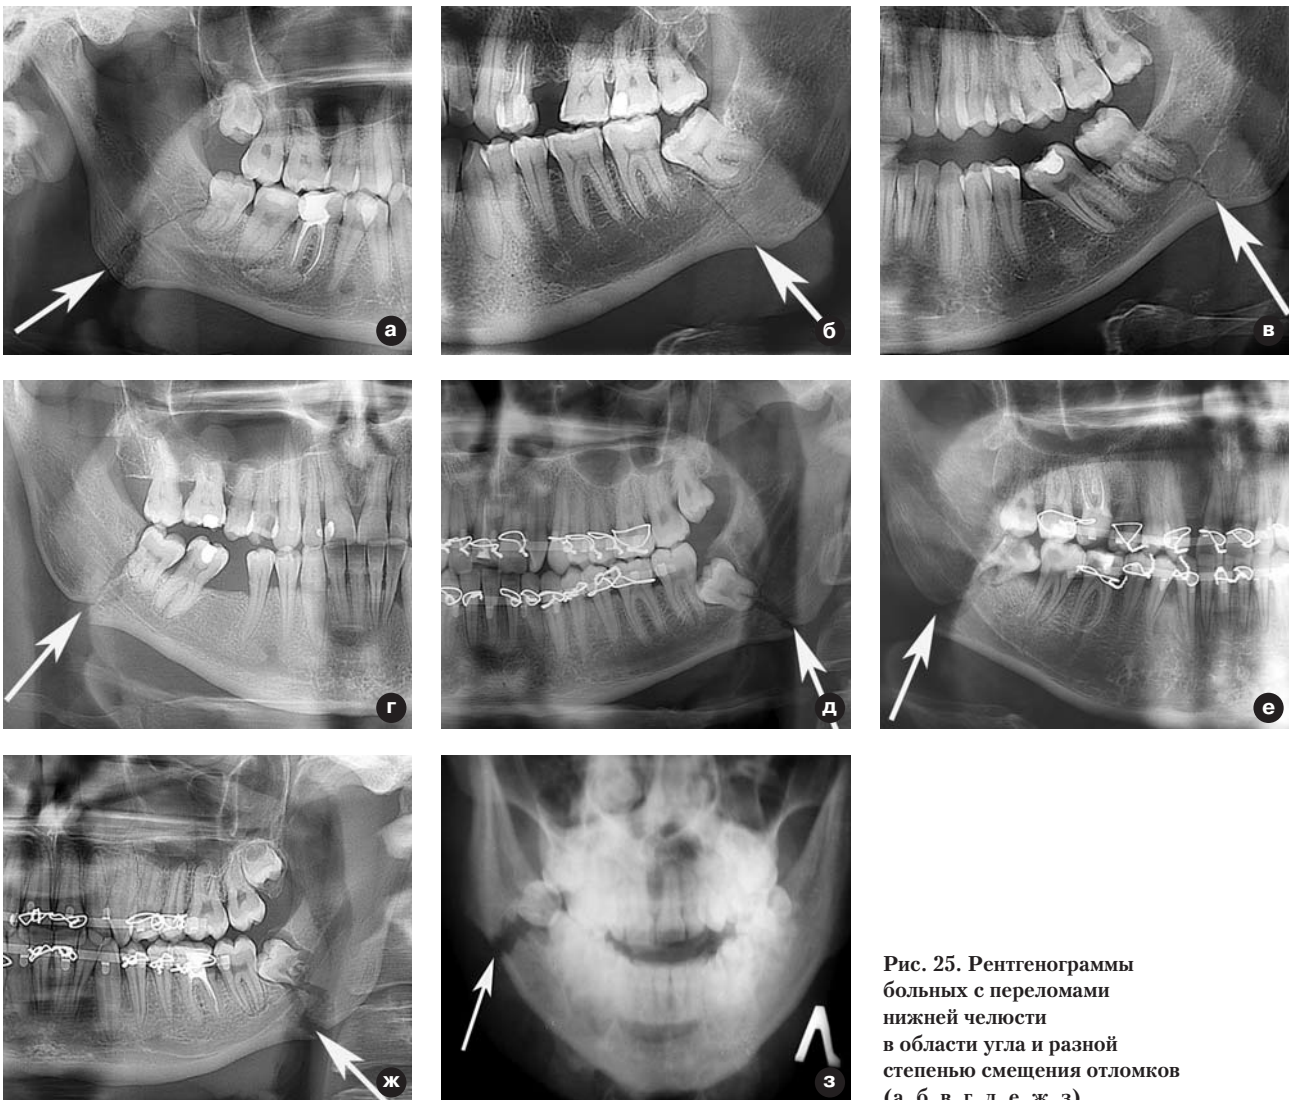 а
б
в
г
д
е
ж
Л
з
Рис. 25. Рентгенограммы
больных с переломами
нижней челюсти
в области угла и разной
степенью смещения отломков
(а, б, в, г, д, е, ж, з)